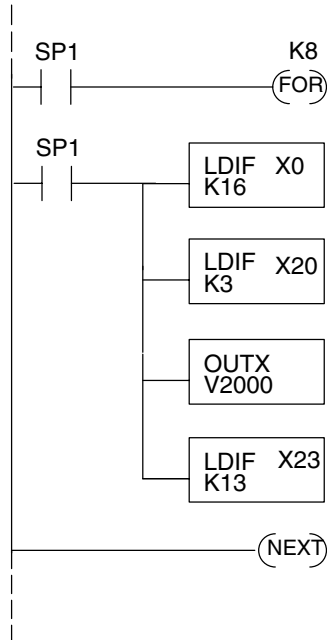 SP1 K8
(FOR)
SP1
LDIF X0
K16
LDIF X20
K3
OUTX
V2000
LDIF X23
K13
(NEXT)